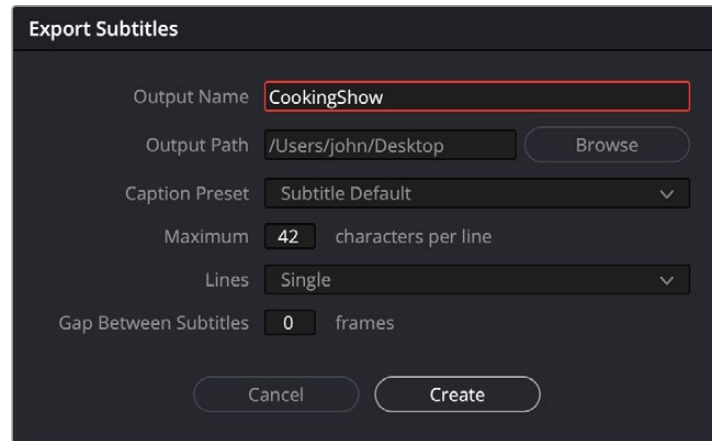 Export Subtitles
Output Name CookingShow
Output Path /Users/john/Desktop Browse
Caption Preset Subtitle Default
Maximum 42 characters per line
Lines Single
Gap Between Subtitles 0 frames
Cancel Create